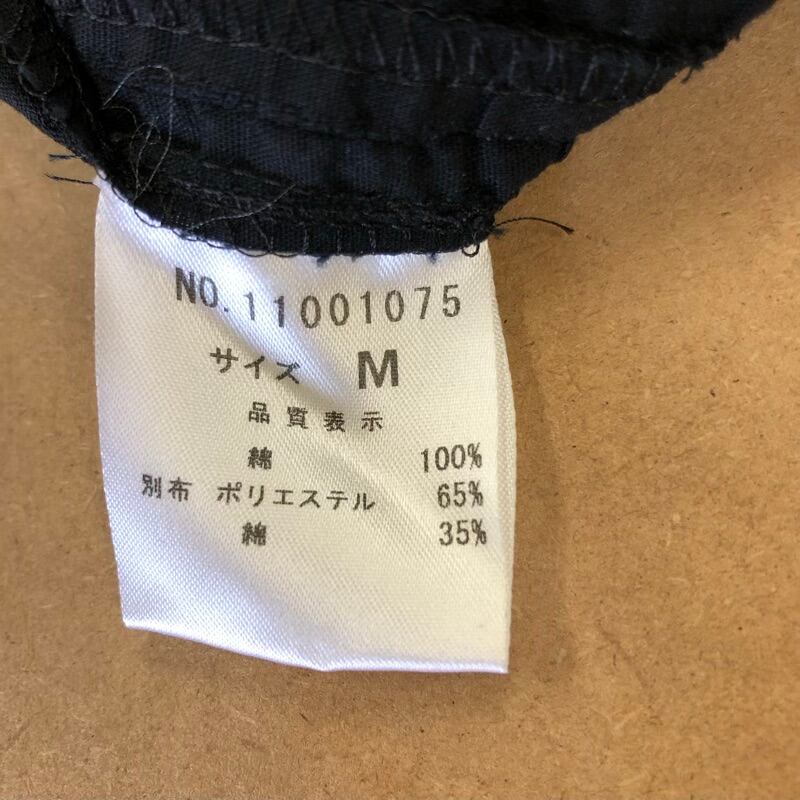 NO.11001075
サイズ M
品質表示
綿 100%
別布 ポリエステル 65%
綿 35%